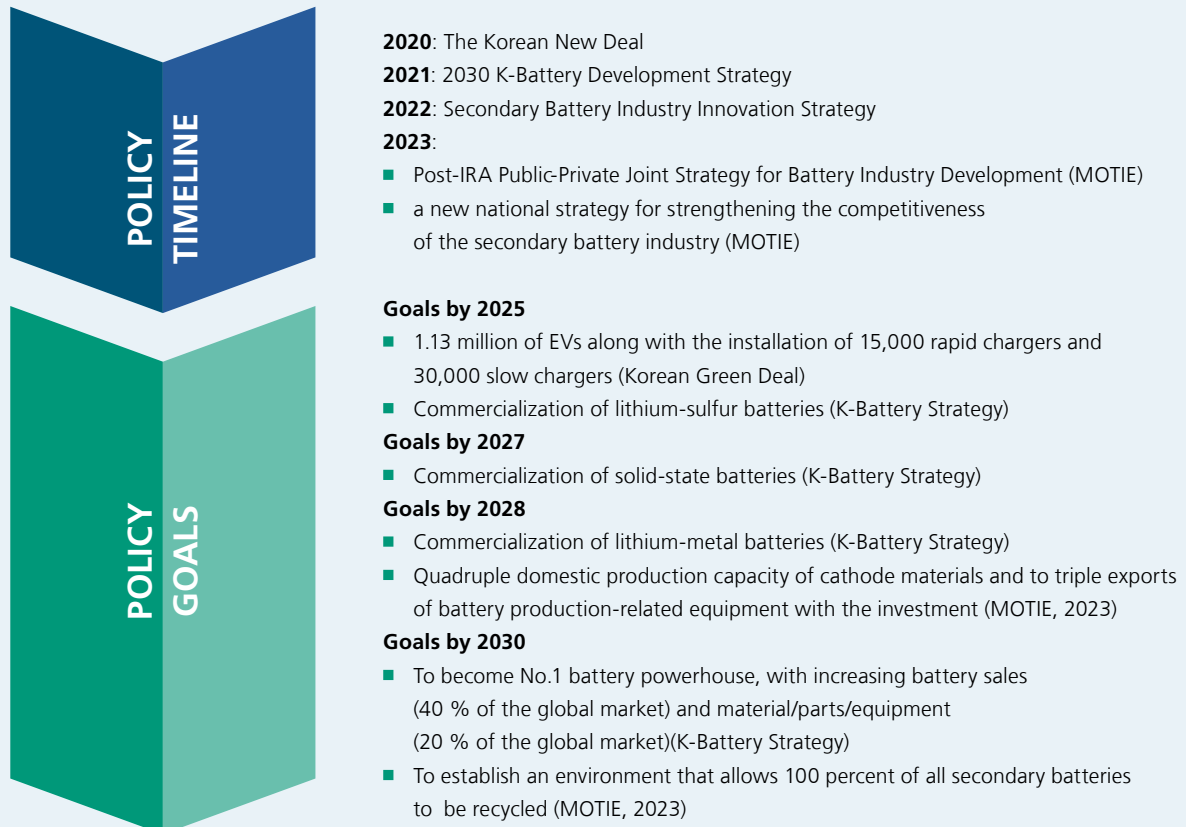 POLICY
TIMELINE
2020: The Korean New Deal
2021: 2030 K-Battery Development Strategy
2022: Secondary Battery Industry Innovation Strategy
2023:
■ Post-IRA Public-Private Joint Strategy for Battery Industry Development (MOTIE)
■ a new national strategy for strengthening the competitiveness
of the secondary battery industry (MOTIE)
POLICY
GOALS
Goals by 2025
■ 1.13 million of EVs along with the installation of 15,000 rapid chargers and
30,000 slow chargers (Korean Green Deal)
■ Commercialization of lithium-sulfur batteries (K-Battery Strategy)
Goals by 2027
■ Commercialization of solid-state batteries (K-Battery Strategy)
Goals by 2028
■ Commercialization of lithium-metal batteries (K-Battery Strategy)
■ Quadruple domestic production capacity of cathode materials and to triple exports
of battery production-related equipment with the investment (MOTIE, 2023)
Goals by 2030
■ To become No.1 battery powerhouse, with increasing battery sales
(40 % of the global market) and material/parts/equipment
(20 % of the global market)(K-Battery Strategy)
■ To establish an environment that allows 100 percent of all secondary batteries
to be recycled (MOTIE, 2023)